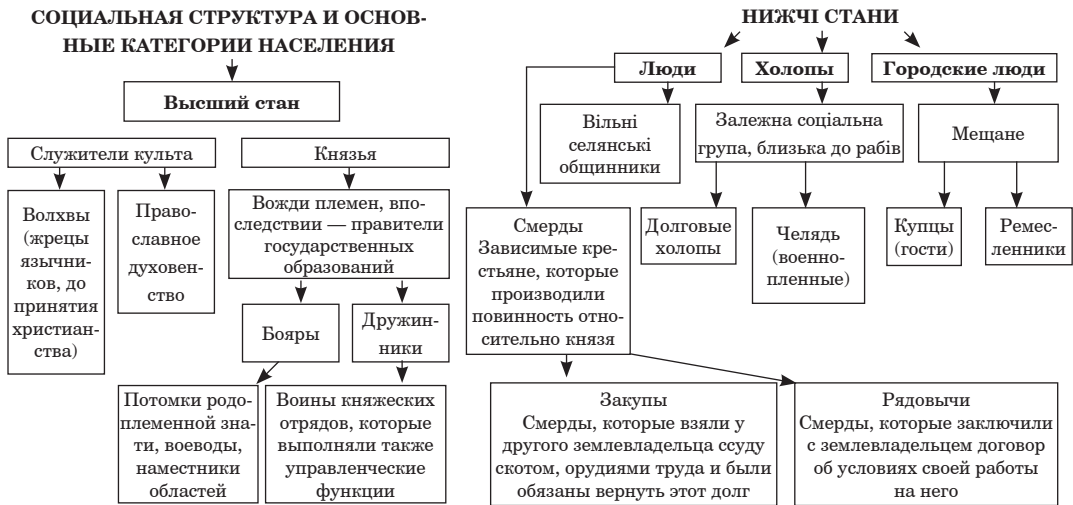 СОЦИАЛЬНАЯ СТРУКТУРА И ОСНОВ-
НЫЕ КАТЕГОРИИ НАСЕЛЕНИЯ
Высший стан
Служители культа
Князья
Волхвы
(жрецы
язычни-
ков, до
принятия
христиан-
ства)
Право-
славное
духовен-
ство
Вожди племен, впо-
следствии — правители
государственных
образований
Бояры
Дружин-
ники
Потомки родо-
племенной зна-
ти, воеводы,
наместники
областей
Воины княжеских
отрядов, которые
выполняли также
управленческие
функции
НИЖЧІ СТАНИ
Люди
Холопы
Городские люди
Вільні
селянські
общинники
Залежна соціальна
група, близька до рабів
Мещане
Смерды
Зависимые кре-
стьяне, которые
производили
повинность отно-
сительно князя
Долговые
холопы
Челядь
(военно-
пленные)
Купцы
(гости)
Ремес-
ленники
Закупы
Смерды, которые взяли у
другого землевладельца ссуду
скотом, орудиями труда и были
обязаны вернуть этот долг
Рядовычи
Смерды, которые заключили
с землевладельцем договор
об условиях своей работы
на него